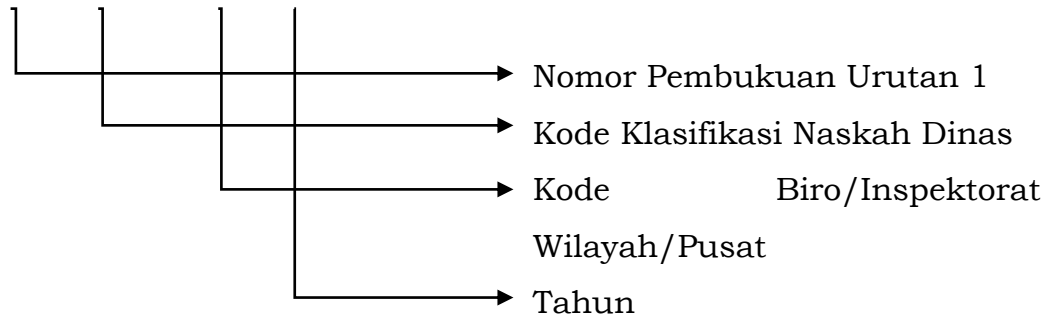 Nomor Pembukuan Urutan 1
Kode Klasifikasi Naskah Dinas
Kode Biro/Inspektorat
Wilayah/Pusat
Tahun